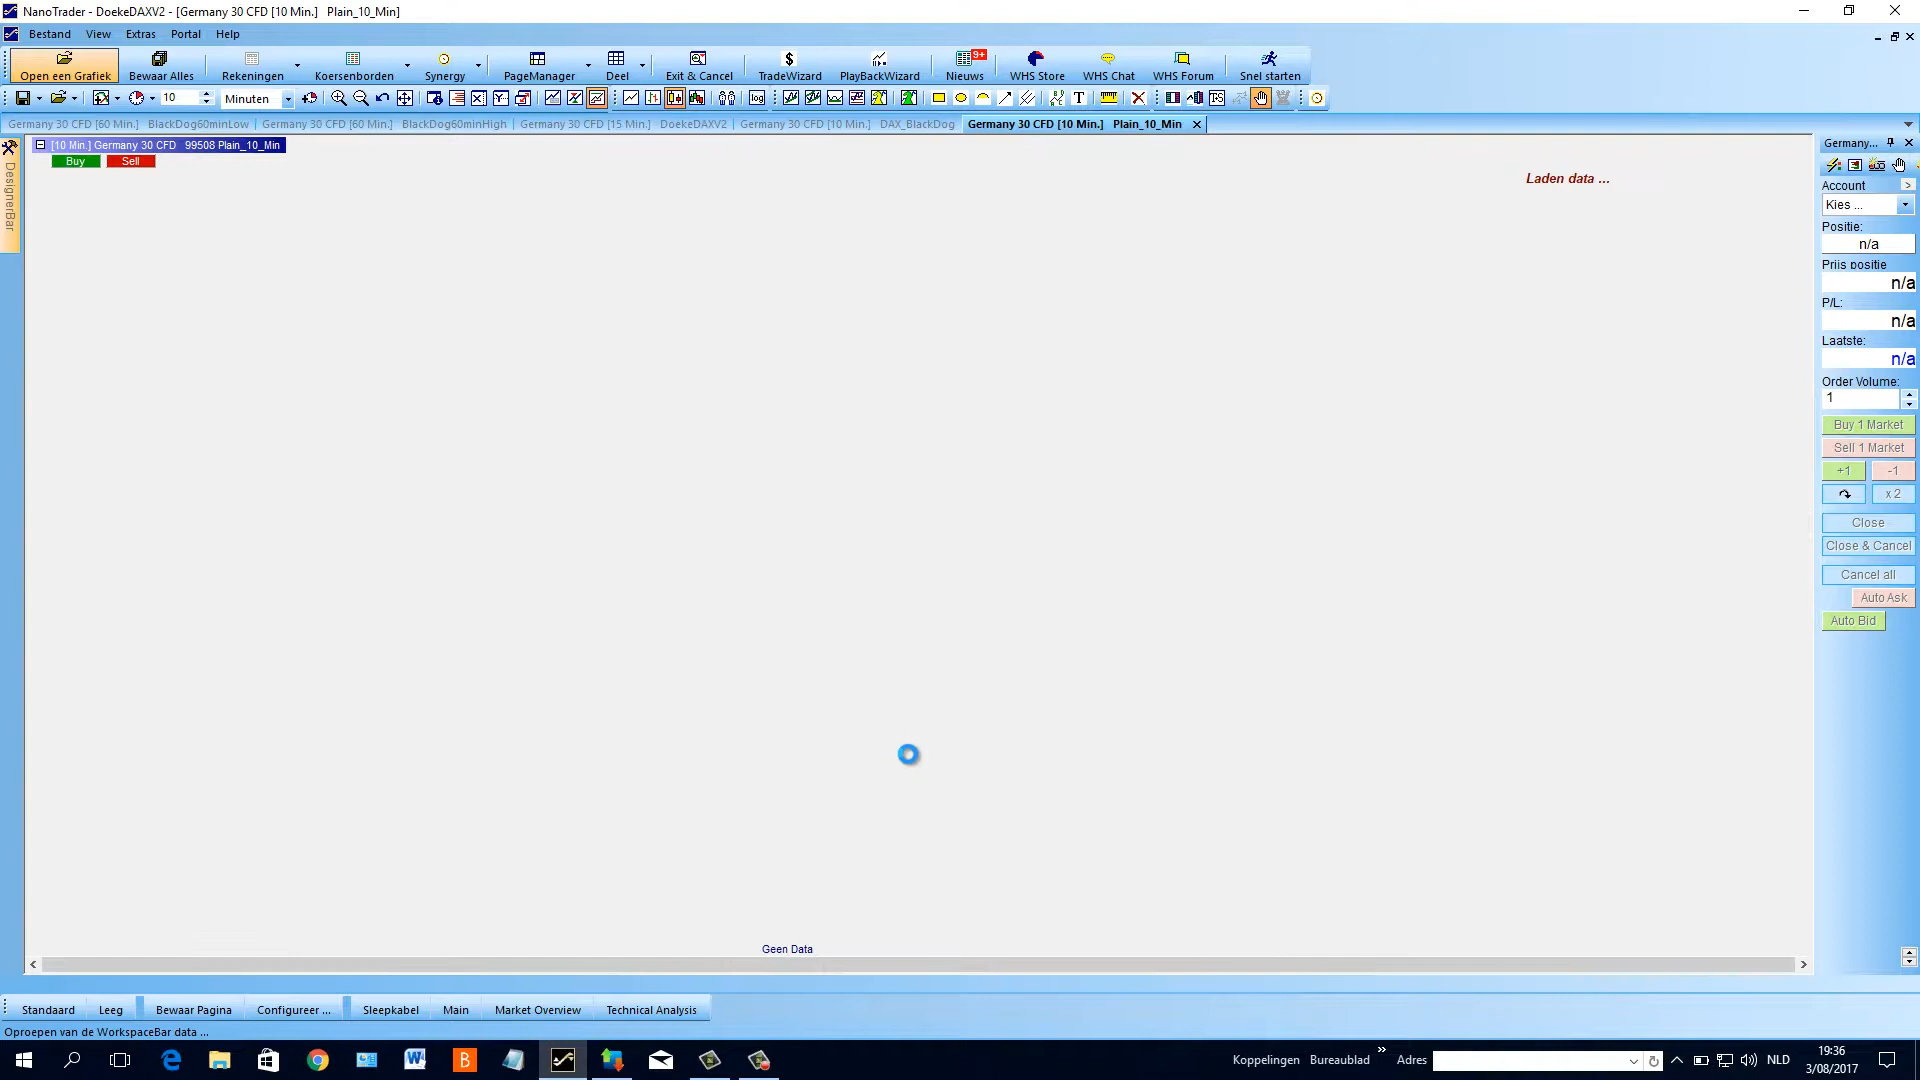 NanoTrader - DoekeDAXV2 - [Germany 30 CFD [10 Min.]   Plain_10_Min]
Bestand View Extras Portal Help
Open een Grafiek Bewaar Alles Rekeningen Koersenborden Synergy PageManager Deel Exit & Cancel TradeWizard PlayBackWizard 9+ Nieuws WHS Store WHS Chat WHS Forum Snel starten
10 Minuten log T
Germany 30 CFD [60 Min.]   BlackDog60minLow Germany 30 CFD [60 Min.]   BlackDog60minHigh Germany 30 CFD [15 Min.]   DoekeDAXV2 Germany 30 CFD [10 Min.]   DAX_BlackDog Germany 30 CFD [10 Min.]   Plain_10_Min
DesignerBar
[10 Min.] Germany 30 CFD   99508 Plain_10_Min
Buy Sell
Laden data ...
Germany...
Account
Kies ...
Positie:
n/a
Prijs positie
n/a
P/L:
n/a
Laatste:
n/a
Order Volume:
1
Buy 1 Market
Sell 1 Market
+1 -1
x 2
Close
Close & Cancel
Cancel all
Auto Ask
Auto Bid
Geen Data
Standaard Leeg Bewaar Pagina Configureer ... Sleepkabel Main Market Overview Technical Analysis
Oproepen van de WorkspaceBar data ...
Koppelingen Bureaublad Adres NLD
19:36
3/08/2017